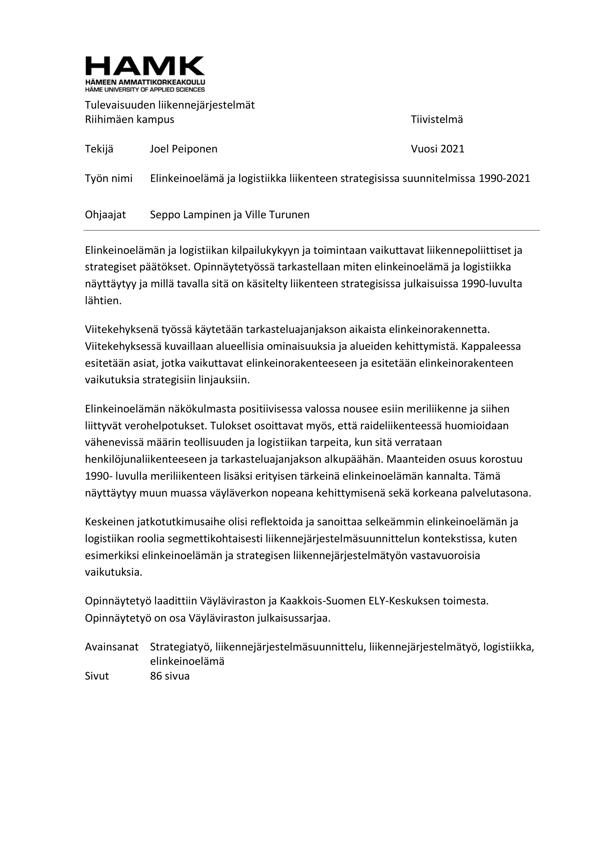 HAMK
HÄMEEN AMMATTIKORKEAKOULU
HÄME UNIVERSITY OF APPLIED SCIENCES
Tulevaisuuden liikennejärjestelmät
Riihimäen kampus Tiivistelmä
Tekijä Joel Peiponen Vuosi 2021
Työn nimi Elinkeinoelämä ja logistiikka liikenteen strategisissa suunnitelmissa 1990-2021
Ohjaajat Seppo Lampinen ja Ville Turunen
Elinkeinoelämän ja logistiikan kilpailukykyyn ja toimintaan vaikuttavat liikennepoliittiset ja
strategiset päätökset. Opinnäytetyössä tarkastellaan miten elinkeinoelämä ja logistiikka
näyttäytyy ja millä tavalla sitä on käsitelty liikenteen strategisissa julkaisuissa 1990-luvulta
lähtien.
Viitekehyksenä työssä käytetään tarkasteluajanjakson aikaista elinkeinorakennetta.
Viitekehyksessä kuvaillaan alueellisia ominaisuuksia ja alueiden kehittymistä. Kappaleessa
esitetään asiat, jotka vaikuttavat elinkeinorakenteeseen ja esitetään elinkeinorakenteen
vaikutuksia strategisiin linjauksiin.
Elinkeinoelämän näkökulmasta positiivisessa valossa nousee esiin meriliikenne ja siihen
liittyvät verohelpotukset. Tulokset osoittavat myös, että raideliikenteessä huomioidaan
vähenevissä määrin teollisuuden ja logistiikan tarpeita, kun sitä verrataan
henkilöjunaliikenteeseen ja tarkasteluajanjakson alkupäähän. Maanteiden osuus korostuu
1990- luvulla meriliikenteen lisäksi erityisen tärkeinä elinkeinoelämän kannalta. Tämä
näyttäytyy muun muassa väyläverkon nopeana kehittymisenä sekä korkeana palvelutasona.
Keskeinen jatkotutkimusaihe olisi reflektoida ja sanoittaa selkeämmin elinkeinoelämän ja
logistiikan roolia segmettikohtaisesti liikennejärjestelmäsuunnittelun kontekstissa, kuten
esimerkiksi elinkeinoelämän ja strategisen liikennejärjestelmätyön vastavuoroisia
vaikutuksia.
Opinnäytetyö laadittiin Väyläviraston ja Kaakkois-Suomen ELY-Keskuksen toimesta.
Opinnäytetyö on osa Väyläviraston julkaisusarjaa.
Avainsanat Strategiatyö, liikennejärjestelmäsuunnittelu, liikennejärjestelmätyö, logistiikka,
elinkeinoelämä
Sivut 86 sivua